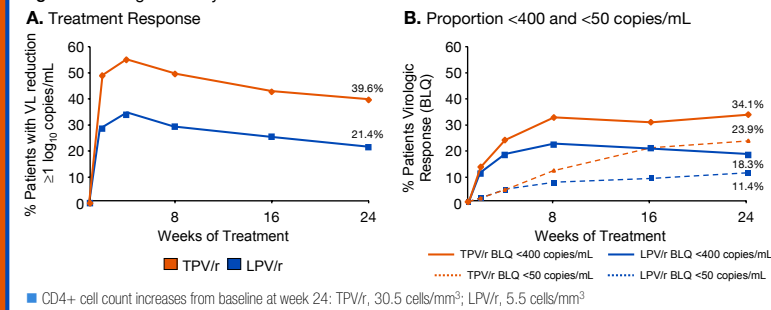 A. Treatment Response
% Patients with VL reduction
≥1 log10 copies/mL
60
50
40
30
20
10
0
39.6%
21.4%
8
16
24
Weeks of Treatment
TPV/r
LPV/r
B. Proportion <400 and <50 copies/mL
% Patients Virologic
Response (BLQ)
60
50
40
30
20
10
0
34.1%
23.9%
18.3%
11.4%
8
16
24
Weeks of Treatment
TPV/r BLQ <400 copies/mL
LPV/r BLQ <400 copies/mL
TPV/r BLQ <50 copies/mL
LPV/r BLQ <50 copies/mL
CD4+ cell count increases from baseline at week 24: TPV/r, 30.5 cells/mm³; LPV/r, 5.5 cells/mm³